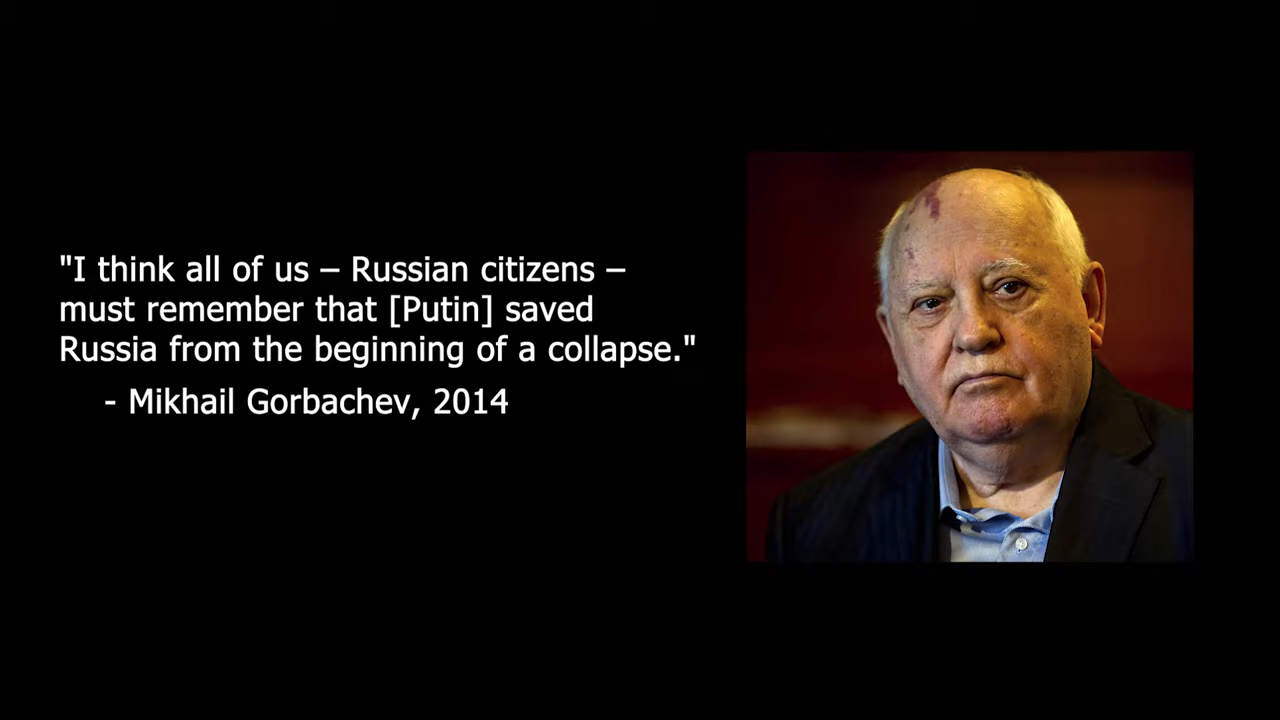 "I think all of us – Russian citizens –
must remember that [Putin] saved
Russia from the beginning of a collapse."
- Mikhail Gorbachev, 2014